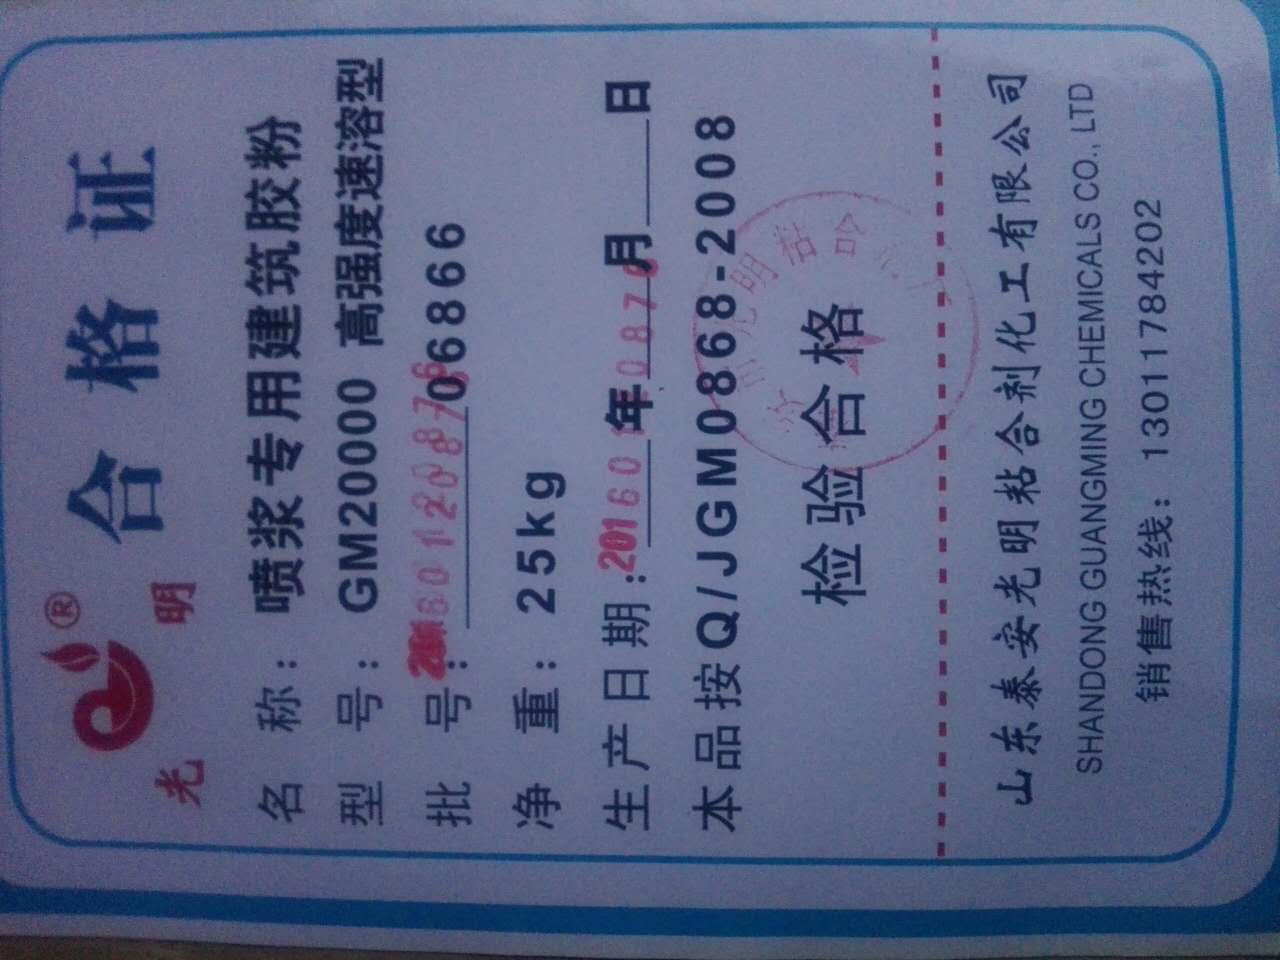 光明®
合格证
名称：喷浆专用建筑胶粉
型号：GM20000 高强度速溶型
批号：06866
净重：25kg
生产日期：年月日
本品按Q/JGM0868-2008
检验合格
山东泰安光明粘合剂化工有限公司
SHANDONG GUANGMING CHEMICALS CO., LTD
销售热线：13011784202